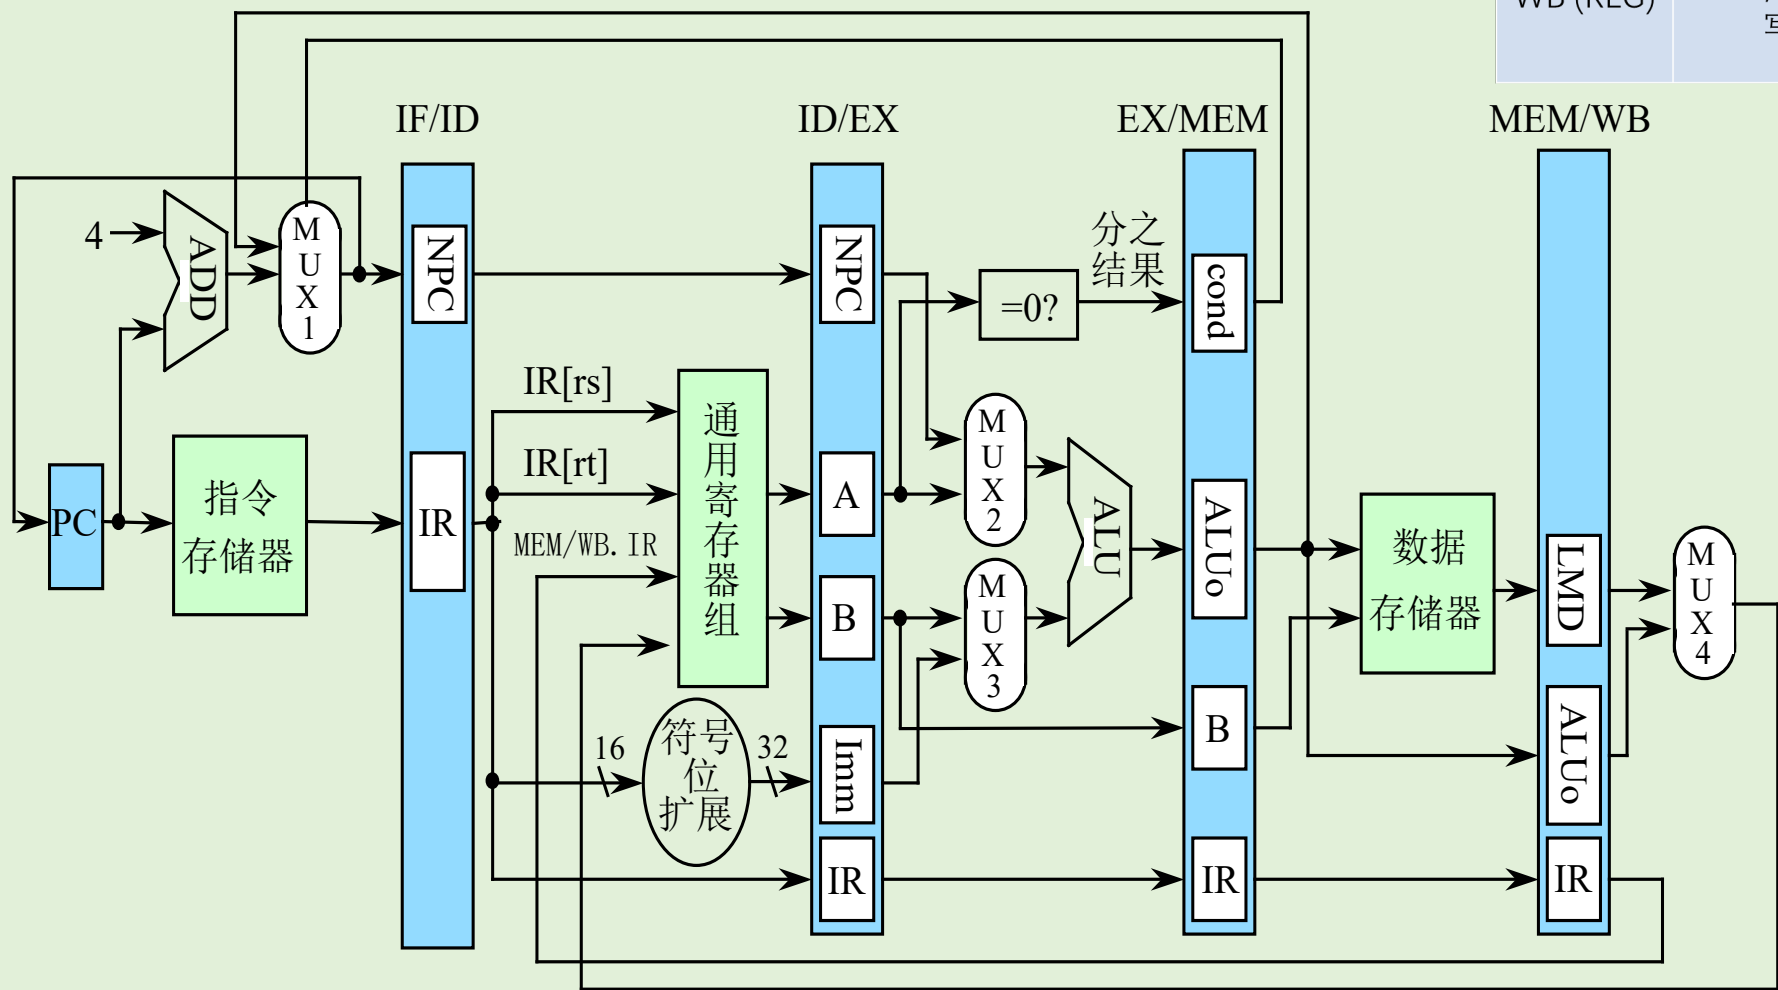 WB (REG)
IF/ID
ID/EX
EX/MEM
MEM/WB
4
ADD
MUX1
NPC
NPC
=0?
分之
结果
cond
IR[rs]
IR[rt]
MEM/WB.IR
PC
指令
存储器
IR
通用寄存器组
A
B
MUX2
MUX3
ALU
ALUo
数据
存储器
LMD
MUX4
16
符号
位
扩展
32
Imm
B
ALUo
IR
IR
IR